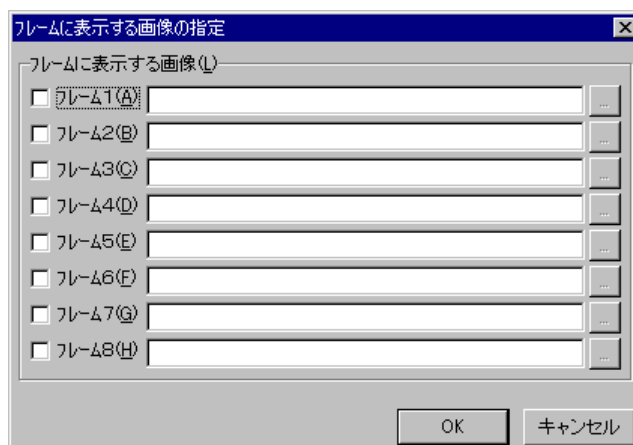 フレームに表示する画像の指定
フレームに表示する画像(L)
フレーム1(A)
...
フレーム2(B)
...
フレーム3(C)
...
フレーム4(D)
...
フレーム5(E)
...
フレーム6(F)
...
フレーム7(G)
...
フレーム8(H)
...
OK キャンセル